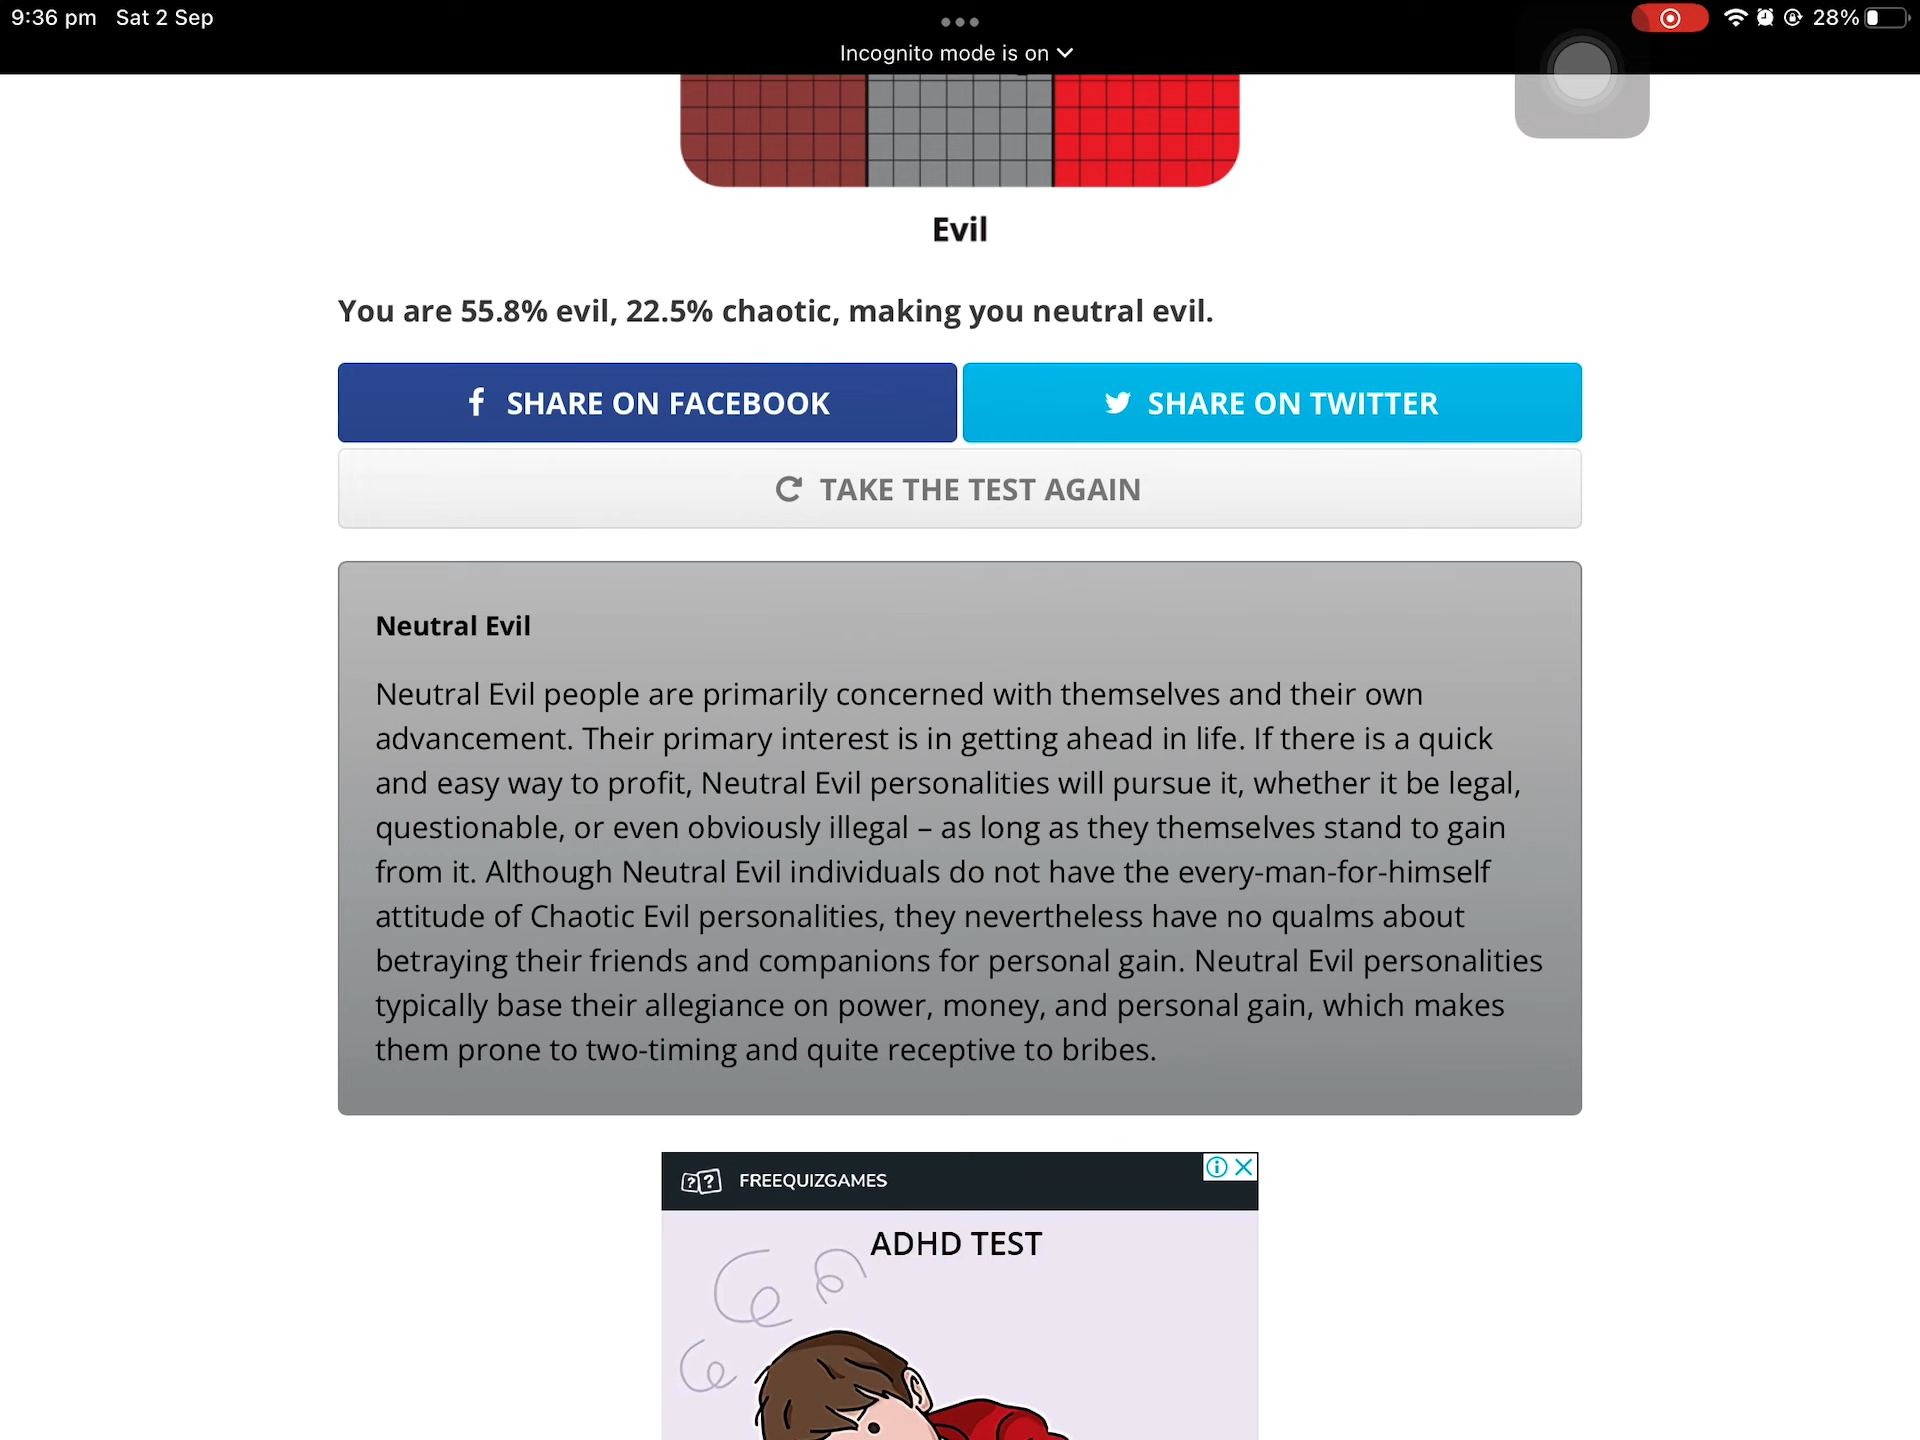 9:36 pm Sat 2 Sep
28%
Incognito mode is on
Evil
You are 55.8% evil, 22.5% chaotic, making you neutral evil.
f SHARE ON FACEBOOK
SHARE ON TWITTER
TAKE THE TEST AGAIN
Neutral Evil
Neutral Evil people are primarily concerned with themselves and their own
advancement. Their primary interest is in getting ahead in life. If there is a quick
and easy way to profit, Neutral Evil personalities will pursue it, whether it be legal,
questionable, or even obviously illegal – as long as they themselves stand to gain
from it. Although Neutral Evil individuals do not have the every-man-for-himself
attitude of Chaotic Evil personalities, they nevertheless have no qualms about
betraying their friends and companions for personal gain. Neutral Evil personalities
typically base their allegiance on power, money, and personal gain, which makes
them prone to two-timing and quite receptive to bribes.
?? FREEQUIZGAMES
ADHD TEST